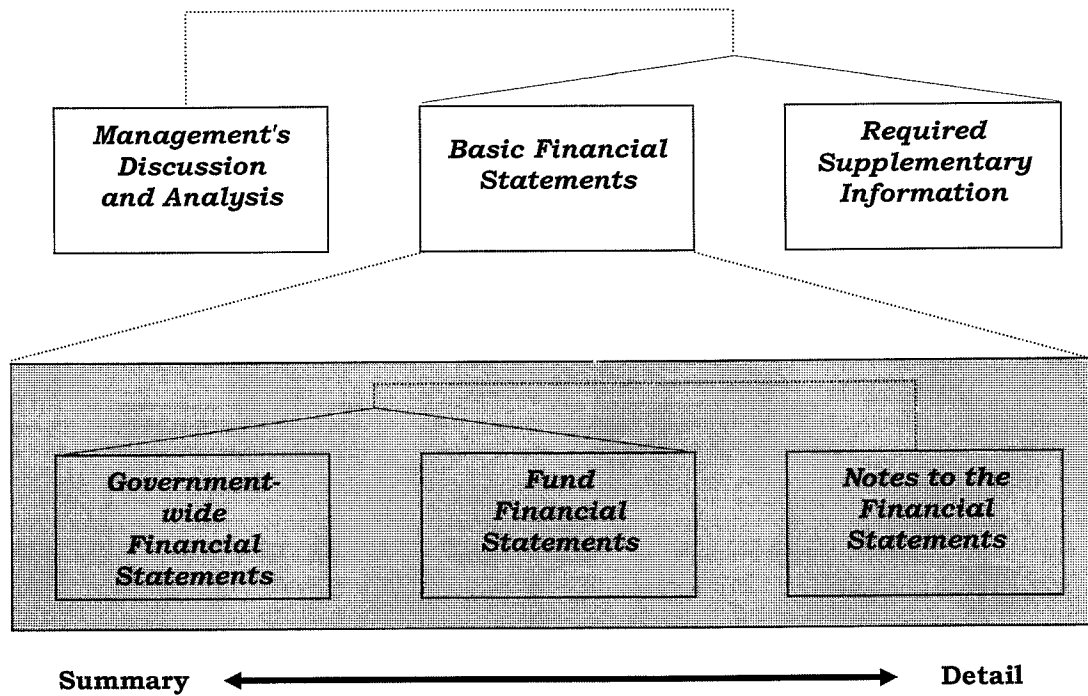 Management's
Discussion
and Analysis
Basic Financial
Statements
Required
Supplementary
Information
Government-
wide
Financial
Statements
Fund
Financial
Statements
Notes to the
Financial
Statements
Summary
Detail